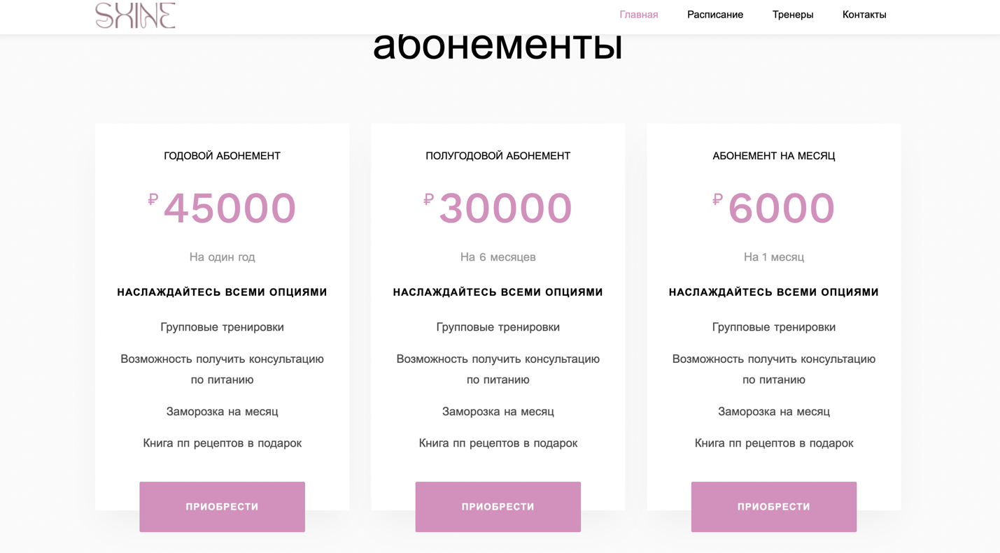 SHINE
Главная Расписание Тренеры Контакты
абонементы
ГОДОВОЙ АБОНЕМЕНТ
₽45000
На один год
НАСЛАЖДАЙТЕСЬ ВСЕМИ ОПЦИЯМИ
Групповые тренировки
Возможность получить консультацию
по питанию
Заморозка на месяц
Книга пп рецептов в подарок
ПРИОБРЕСТИ
ПОЛУГОДОВОЙ АБОНЕМЕНТ
₽30000
На 6 месяцев
НАСЛАЖДАЙТЕСЬ ВСЕМИ ОПЦИЯМИ
Групповые тренировки
Возможность получить консультацию
по питанию
Заморозка на месяц
Книга пп рецептов в подарок
ПРИОБРЕСТИ
АБОНЕМЕНТ НА МЕСЯЦ
₽6000
На 1 месяц
НАСЛАЖДАЙТЕСЬ ВСЕМИ ОПЦИЯМИ
Групповые тренировки
Возможность получить консультацию
по питанию
Заморозка на месяц
Книга пп рецептов в подарок
ПРИОБРЕСТИ